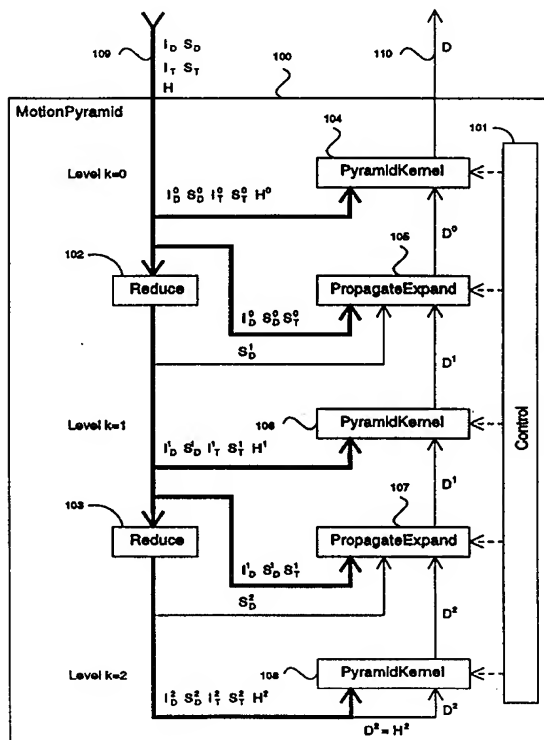 109
I_D S_D
I_T S_T
H
100
110
D
MotionPyramid
101
104
Level k=0
PyramidKernel
I_D^0 S_D^0 I_T^0 S_T^0 H^0
D^0
102
105
Reduce
PropagateExpand
I_D^0 S_D^0 S_T^0
S_D^1
D^1
Control
Level k=1
106
PyramidKernel
I_D^1 S_D^1 I_T^1 S_T^1 H^1
D^1
103
107
Reduce
PropagateExpand
I_D^1 S_D^1 S_T^1
S_D^2
D^2
Level k=2
108
PyramidKernel
I_D^2 S_D^2 I_T^2 S_T^2 H^2
D^2
D^2 = H^2